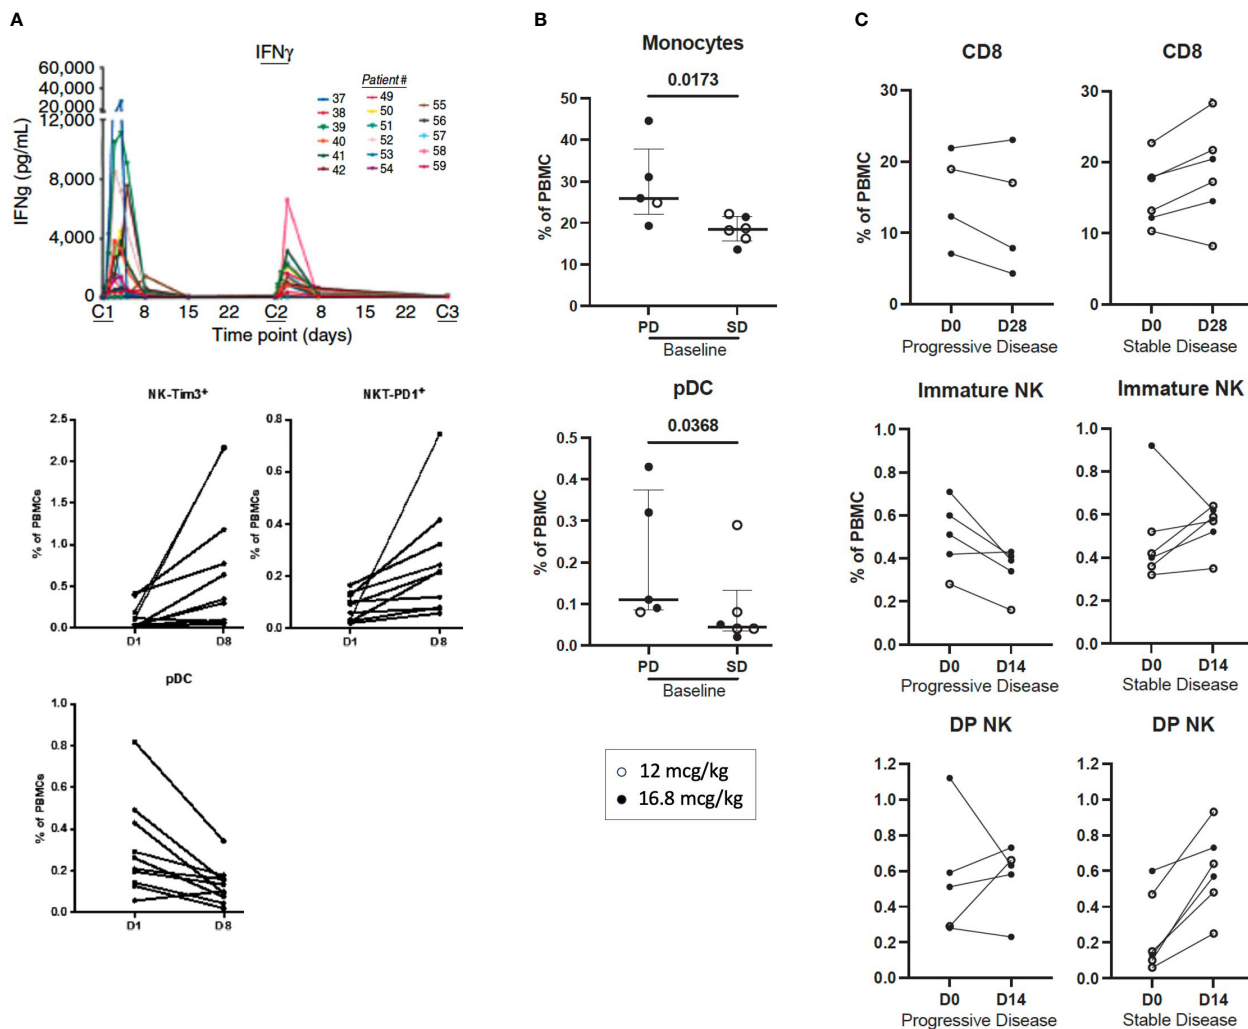 A
IFNγ
IFNg (pg/mL)
60,000
40,000
20,000
12,000
8,000
4,000
0
Patient #
37
38
39
40
41
42
49
50
51
52
53
54
55
56
57
58
59
C1 8 15 22 C2 8 15 22 C3
Time point (days)
NK-Tim3+
% of PBMCs
2.5
2.0
1.5
1.0
0.5
0.0
D1 D8
NKT-PD1+
% of PBMCs
0.8
0.6
0.4
0.2
0.0
D1 D8
pDC
% of PBMCs
1.0
0.8
0.6
0.4
0.2
0.0
D1 D8
B
Monocytes
0.0173
% of PBMC
50
40
30
20
10
0
PD SD
Baseline
pDC
0.0368
% of PBMC
0.5
0.4
0.3
0.2
0.1
0.0
PD SD
Baseline
12 mcg/kg
16.8 mcg/kg
C
CD8
% of PBMC
30
20
10
0
D0 D28
Progressive Disease
CD8
30
20
10
0
D0 D28
Stable Disease
Immature NK
% of PBMC
1.0
0.8
0.6
0.4
0.2
0.0
D0 D14
Progressive Disease
Immature NK
1.0
0.8
0.6
0.4
0.2
0.0
D0 D14
Stable Disease
DP NK
1.2
1.0
0.8
0.6
0.4
0.2
0.0
D0 D14
Progressive Disease
DP NK
1.2
1.0
0.8
0.6
0.4
0.2
0.0
D0 D14
Stable Disease